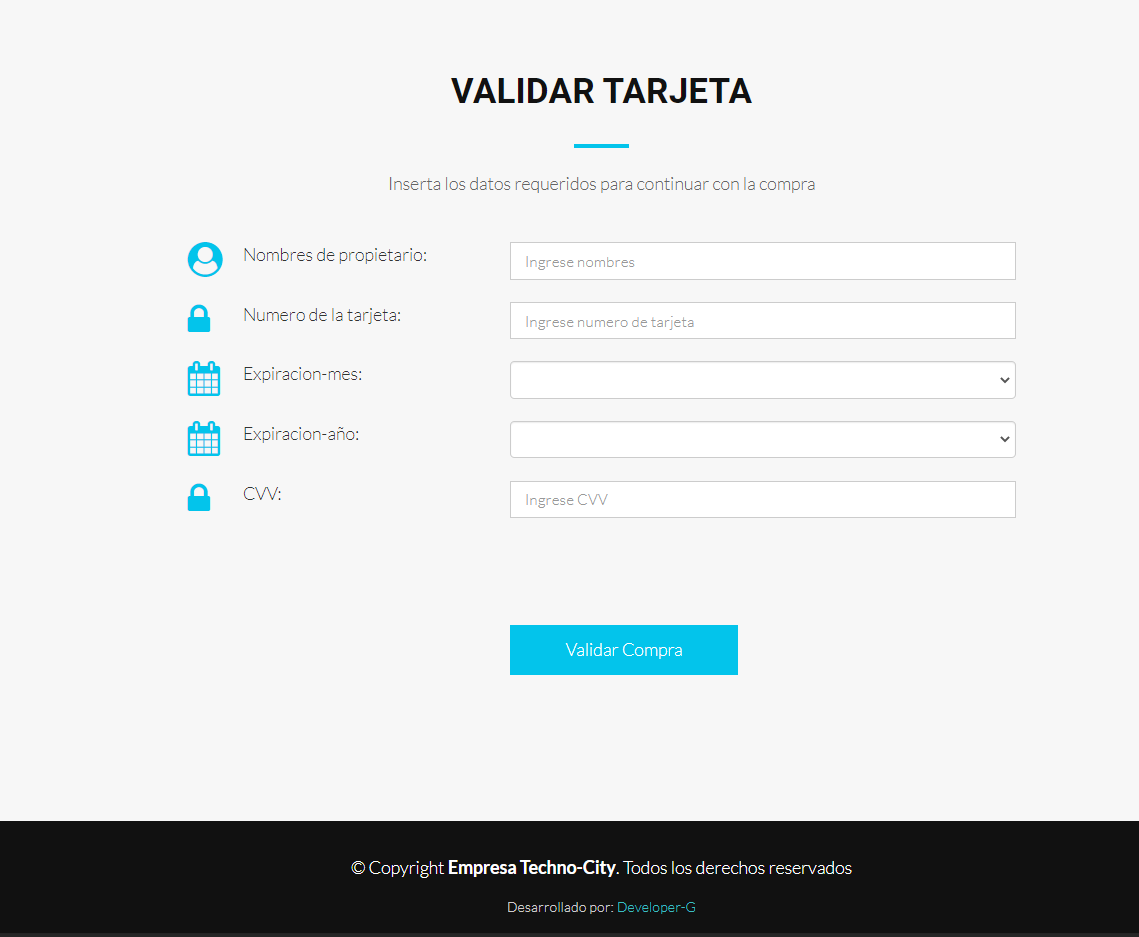 VALIDAR TARJETA
Inserta los datos requeridos para continuar con la compra
Nombres de propietario:
Ingrese nombres
Numero de la tarjeta:
Ingrese numero de tarjeta
Expiracion-mes:
Expiracion-año:
CVV:
Ingrese CVV
Validar Compra
© Copyright Empresa Techno-City. Todos los derechos reservados
Desarrollado por: Developer-G